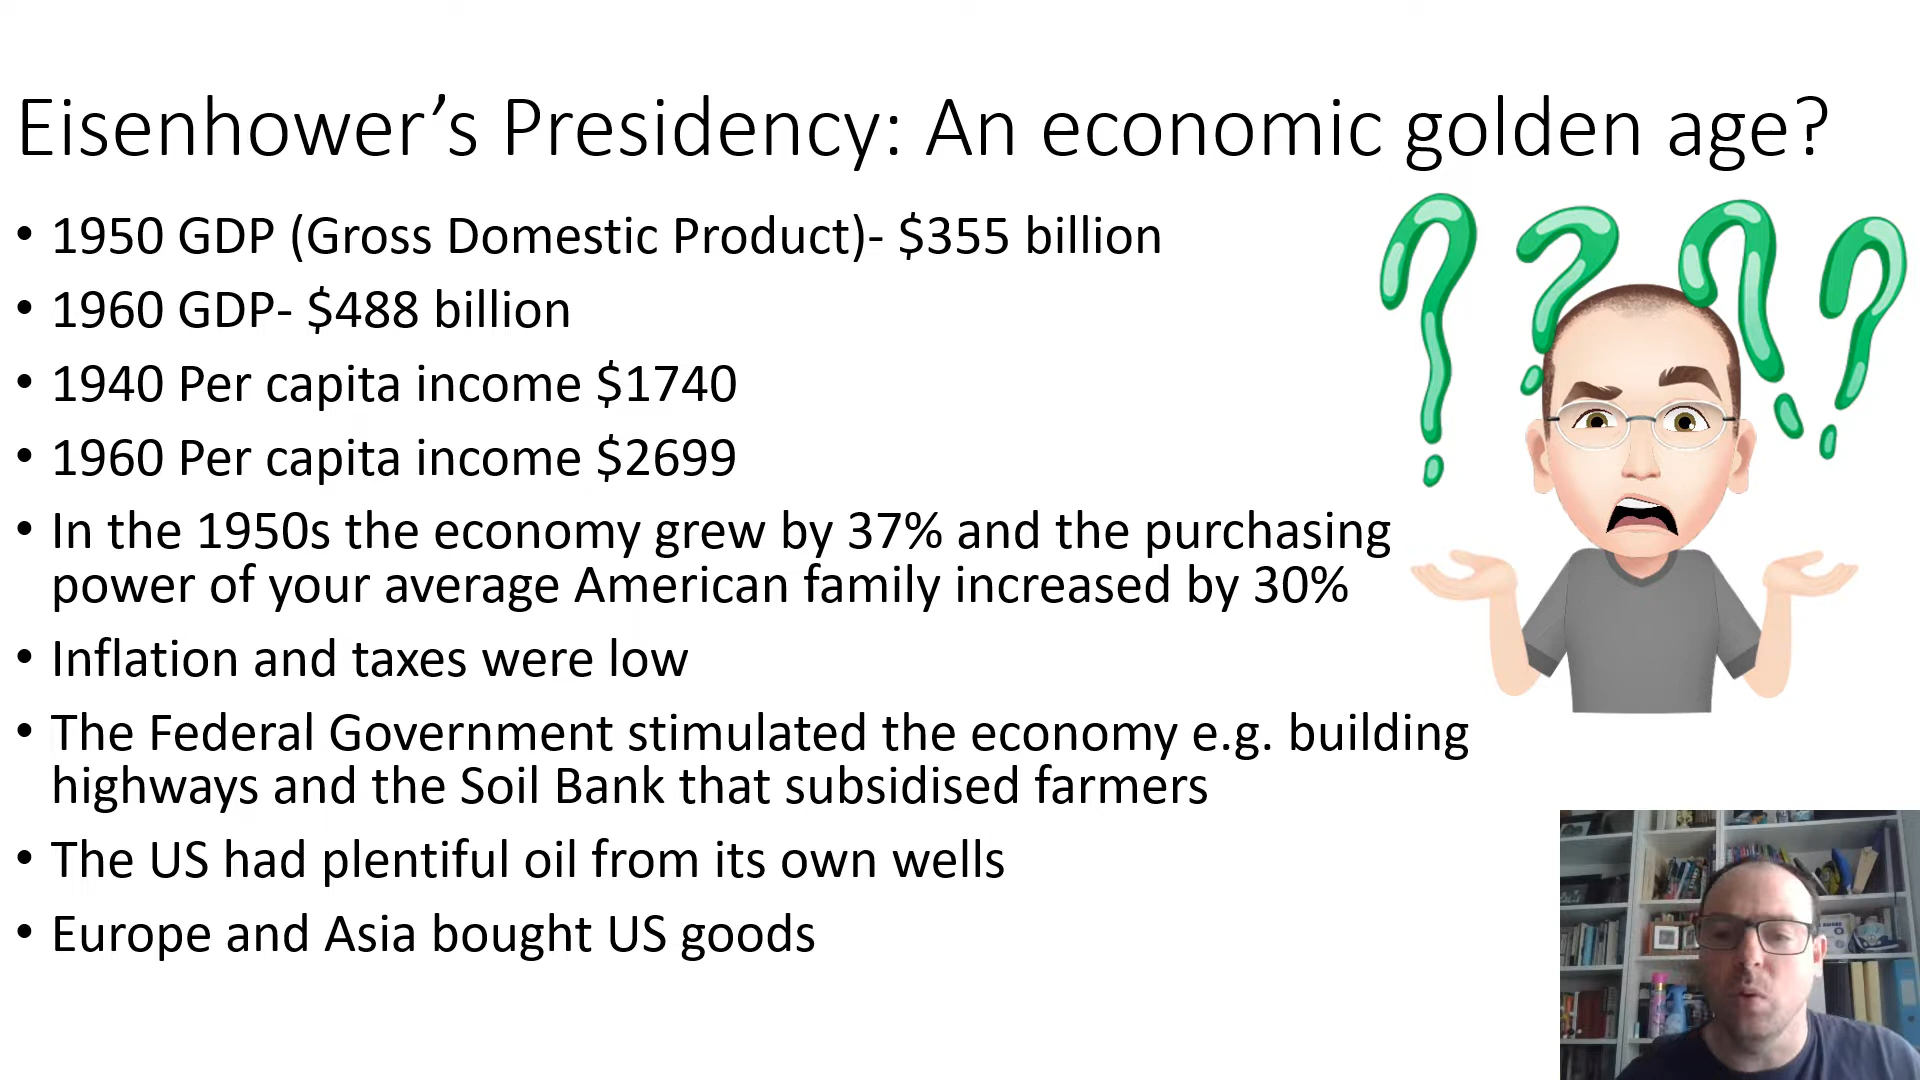 Eisenhower’s Presidency: An economic golden age?
• 1950 GDP (Gross Domestic Product)- $355 billion
• 1960 GDP- $488 billion
• 1940 Per capita income $1740
• 1960 Per capita income $2699
• In the 1950s the economy grew by 37% and the purchasing
power of your average American family increased by 30%
• Inflation and taxes were low
• The Federal Government stimulated the economy e.g. building
highways and the Soil Bank that subsidised farmers
• The US had plentiful oil from its own wells
• Europe and Asia bought US goods